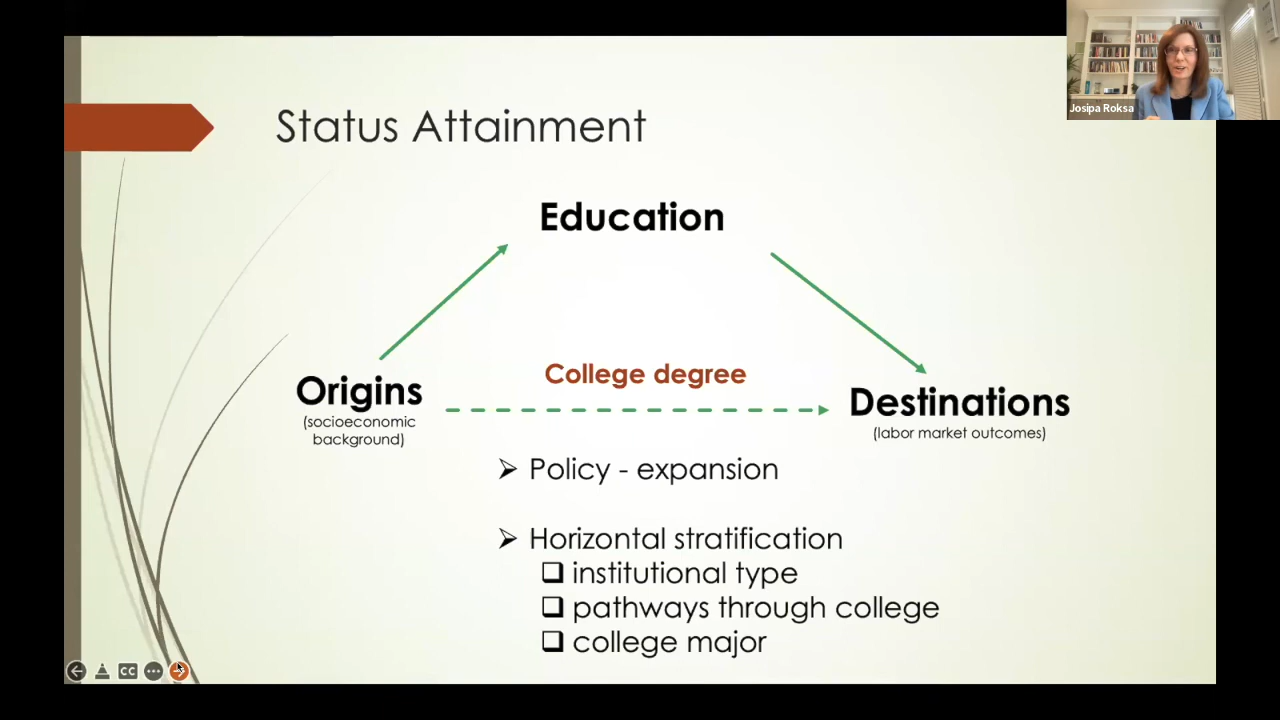 Josipa Roksa
Status Attainment
Education
College degree
Origins
(socioeconomic
background)
Destinations
(labor market outcomes)
➢ Policy - expansion
➢ Horizontal stratification
❑ institutional type
❑ pathways through college
❑ college major
CC